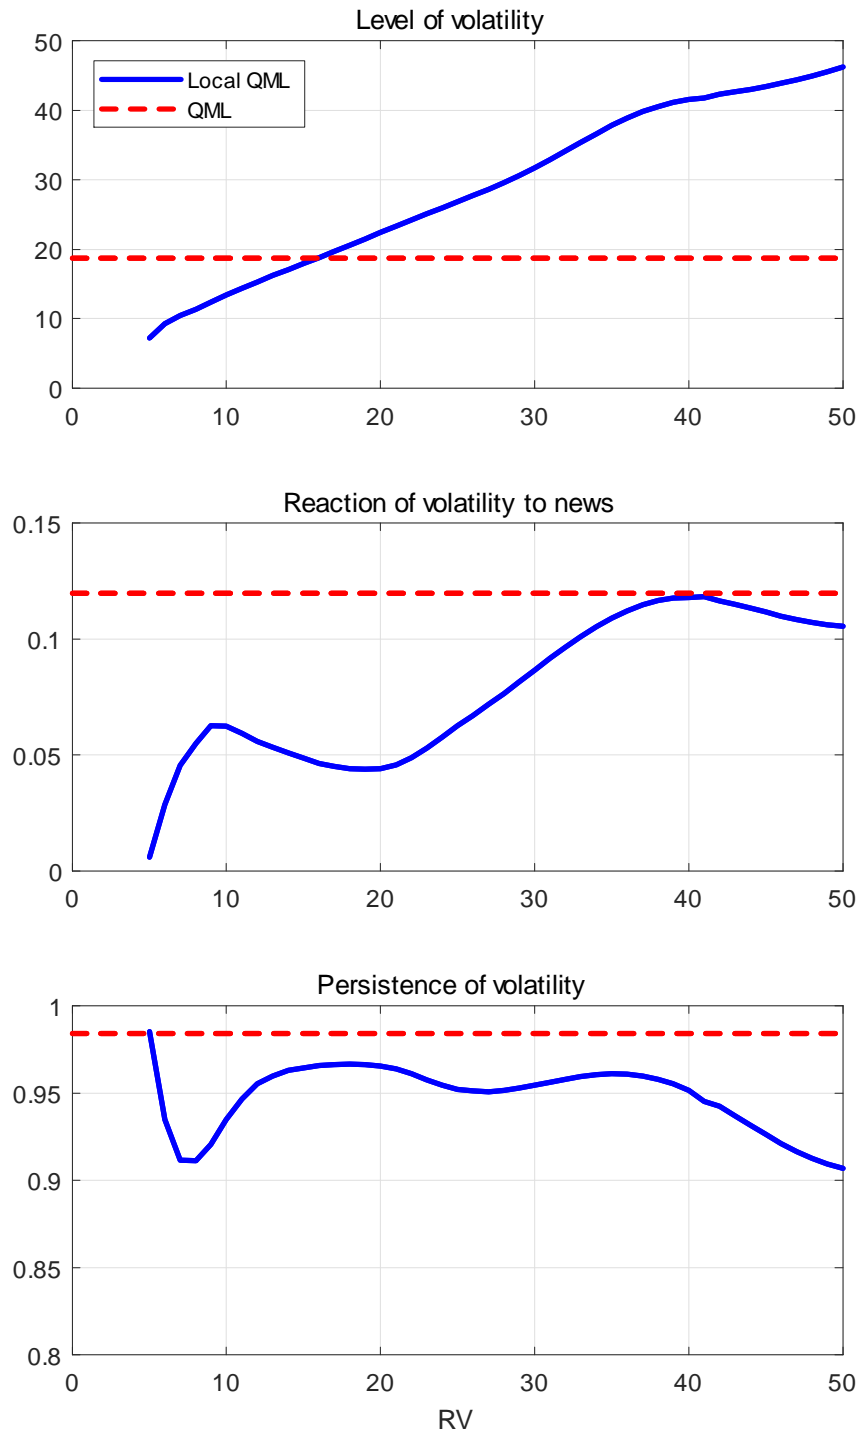 Level of volatility
50
40
30
20
10
0
Local QML
QML
0 10 20 30 40 50
Reaction of volatility to news
0.15
0.1
0.05
0
0 10 20 30 40 50
Persistence of volatility
1
0.95
0.9
0.85
0.8
0 10 20 30 40 50
RV